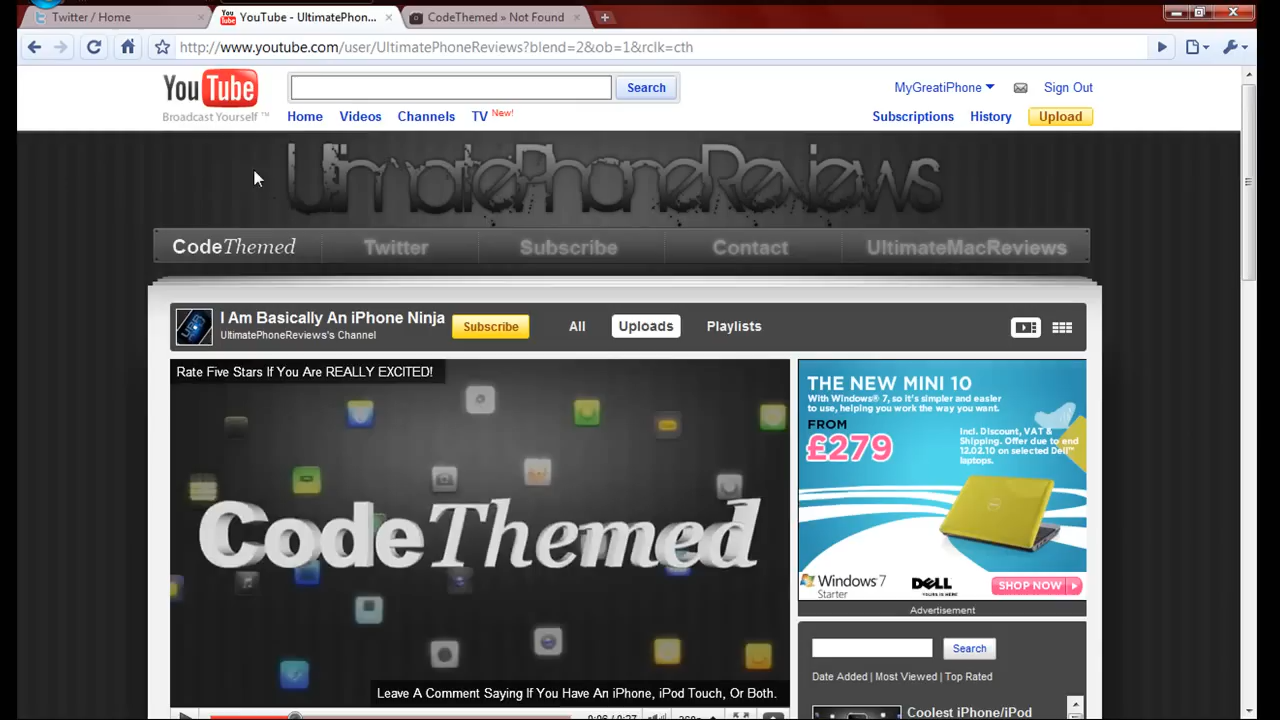 Twitter / Home
YouTube - UltimatePhon...
CodeThemed » Not Found
http://www.youtube.com/user/UltimatePhoneReviews?blend=2&ob=1&rclk=cth
YouTube
Broadcast Yourself™
Search
MyGreatiPhone
Sign Out
Home
Videos
Channels
TV
New!
Subscriptions
History
Upload
UltimatePhoneReviews
CodeThemed
Twitter
Subscribe
Contact
UltimateMacReviews
I Am Basically An iPhone Ninja
UltimatePhoneReviews's Channel
Subscribe
All
Uploads
Playlists
Rate Five Stars If You Are REALLY EXCITED!
CodeThemed
Leave A Comment Saying If You Have An iPhone, iPod Touch, Or Both.
THE NEW MINI 10
With Windows® 7, so it's simpler and easier
to use, helping you work the way you want.
FROM
£279
Incl. Discount, VAT &
Shipping. Offer due to end
12.02.10 on selected Dell™
laptops.
Windows 7
Starter
DELL
YOURS IS HERE
SHOP NOW
Advertisement
Search
Date Added | Most Viewed | Top Rated
Coolest iPhone/iPod